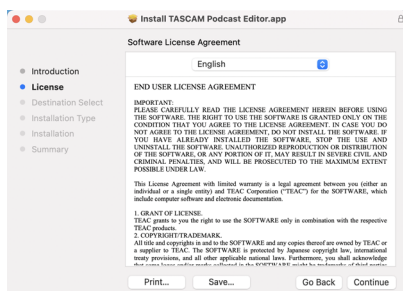 Install TASCAM Podcast Editor.app
Software License Agreement
English
Introduction
License
Destination Select
Installation Type
Installation
Summary
END USER LICENSE AGREEMENT
IMPORTANT:
PLEASE CAREFULLY READ THE LICENSE AGREEMENT HEREIN BEFORE USING
THE SOFTWARE. THE RIGHT TO USE THE SOFTWARE IS GRANTED ONLY ON THE
CONDITION THAT YOU AGREE TO THE LICENSE AGREEMENT. IN CASE YOU DO
NOT AGREE TO THE LICENSE AGREEMENT, DO NOT INSTALL THE SOFTWARE. IF
YOU HAVE ALREADY INSTALLED THE SOFTWARE, STOP THE USE AND
UNINSTALL THE SOFTWARE. UNAUTHORIZED REPRODUCTION OR DISTRIBUTION
OF THE SOFTWARE, OR ANY PORTION OF IT, MAY RESULT IN SEVERE CIVIL AND
CRIMINAL PENALTIES, AND WILL BE PROSECUTED TO THE MAXIMUM EXTENT
POSSIBLE UNDER LAW.
This License Agreement with limited warranty is a legal agreement between you (either an
individual or a single entity) and TEAC Corporation ("TEAC") for the SOFTWARE, which
include computer software and electronic documentation.
1. GRANT OF LICENSE.
TEAC grants to you the right to use the SOFTWARE only in combination with the respective
TEAC products.
2. COPYRIGHT/TRADEMARK.
All title and copyrights in and to the SOFTWARE and any copies thereof are owned by TEAC or
a supplier to TEAC. The SOFTWARE is protected by Japanese copyright law, international
treaty provisions, and all other applicable national laws. Furthermore, you shall acknowledge
Print...
Save...
Go Back
Continue